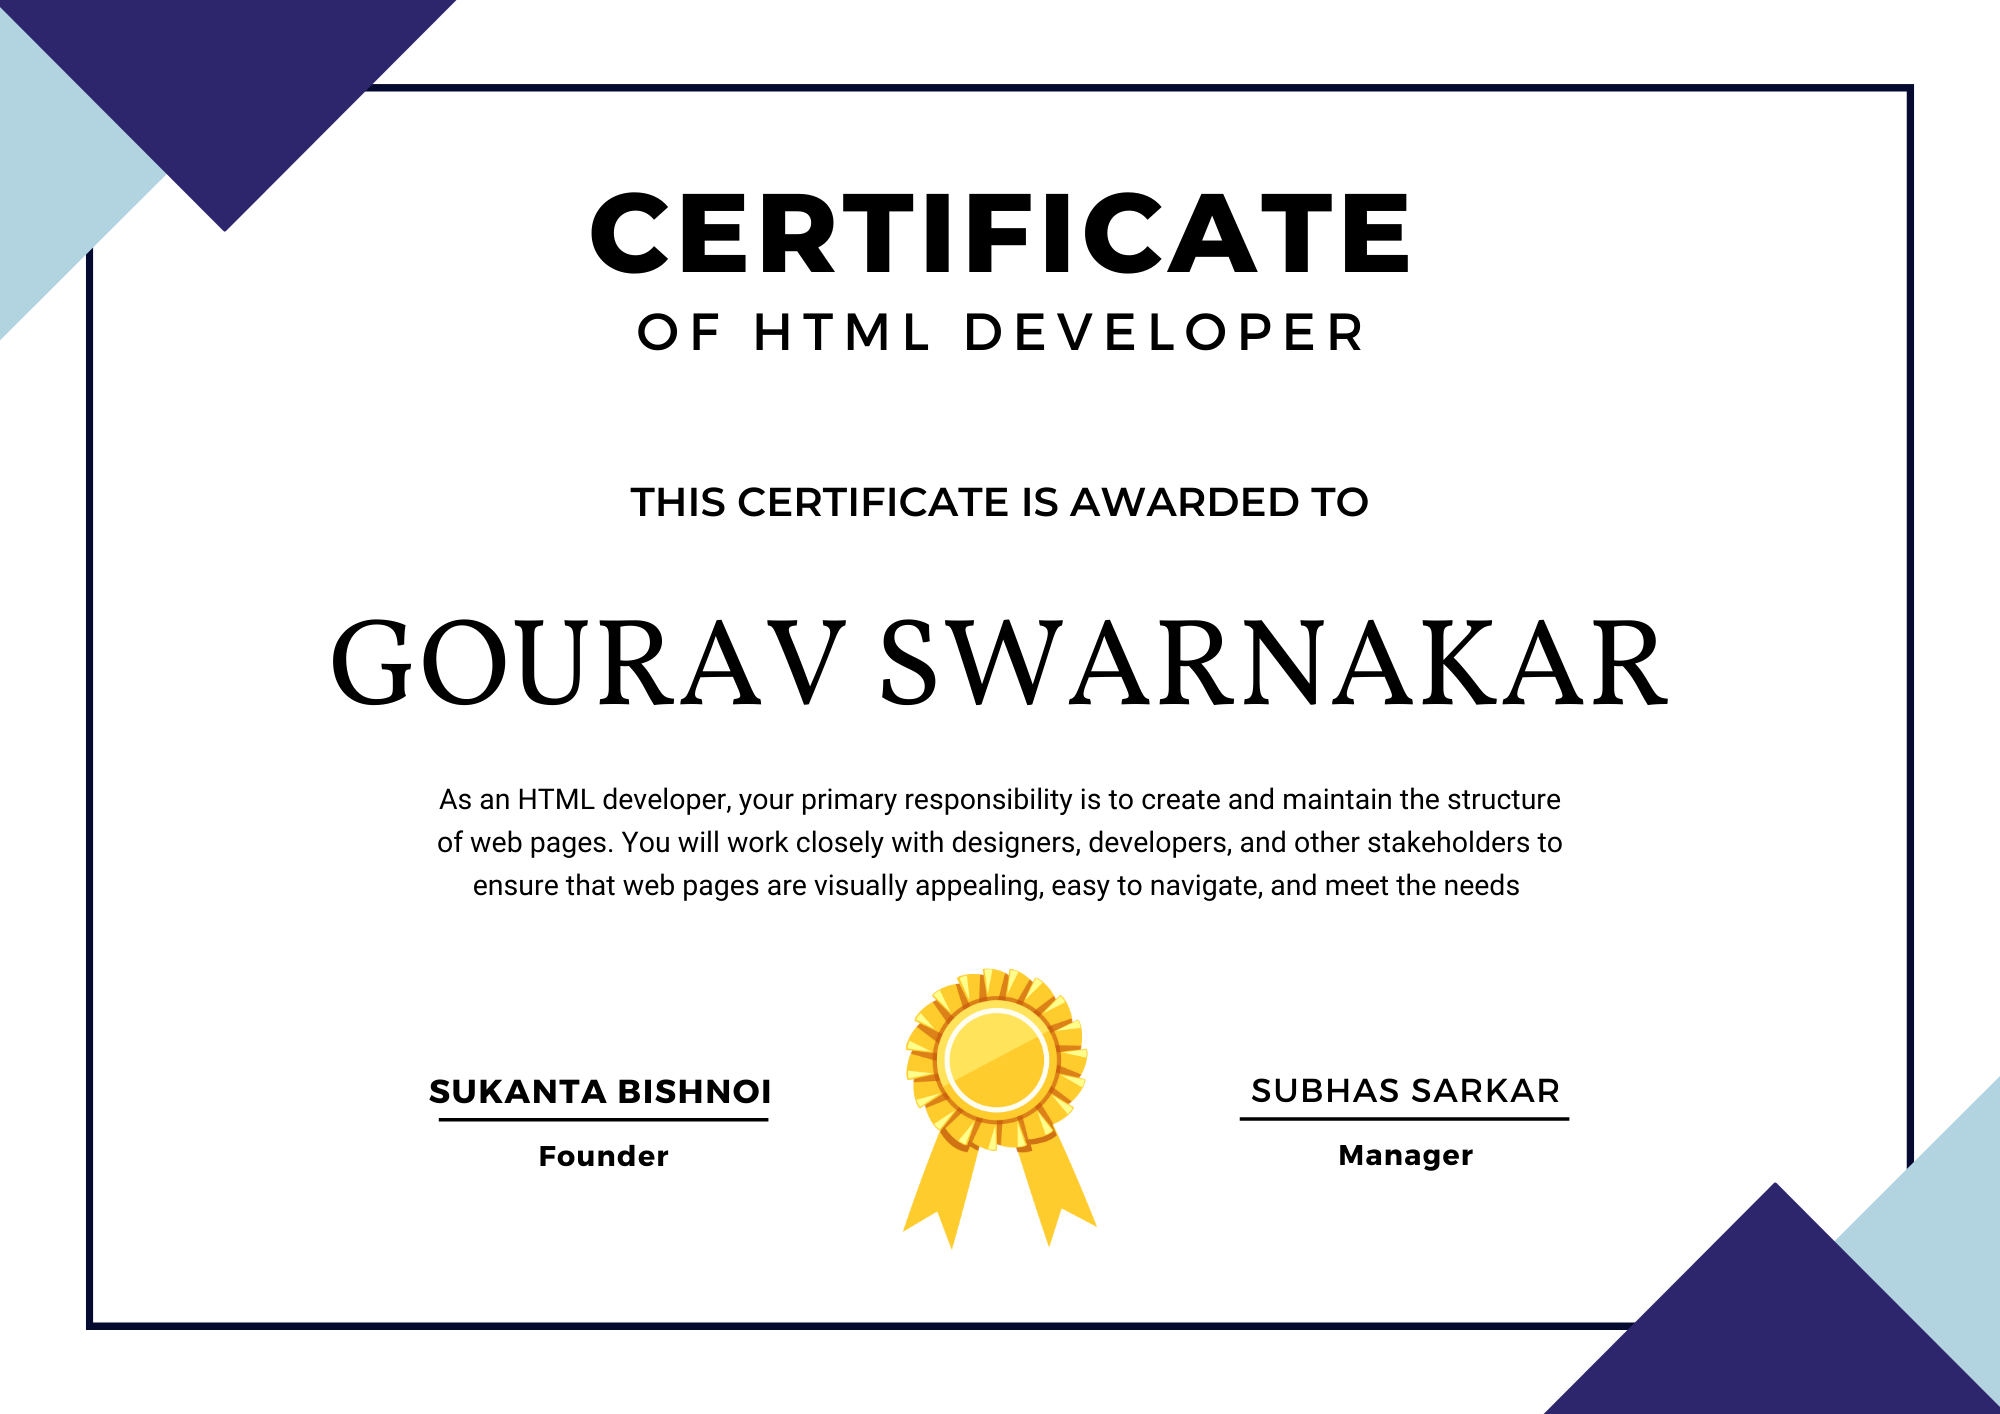 CERTIFICATE
OF HTML DEVELOPER
THIS CERTIFICATE IS AWARDED TO
GOURAV SWARNAKAR
As an HTML developer, your primary responsibility is to create and maintain the structure
of web pages. You will work closely with designers, developers, and other stakeholders to
ensure that web pages are visually appealing, easy to navigate, and meet the needs
SUKANTA BISHNOI
Founder
SUBHAS SARKAR
Manager